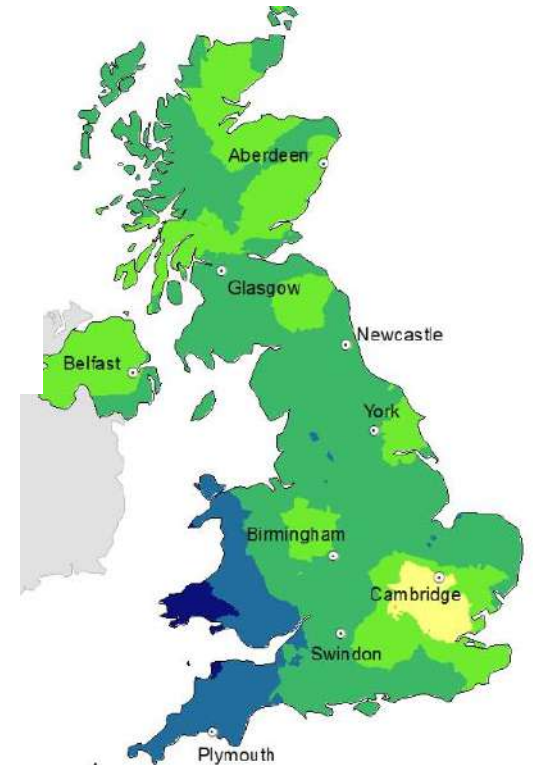 Aberdeen
Glasgow
Newcastle
Belfast
York
Birmingham
Cambridge
Swindon
Plymouth